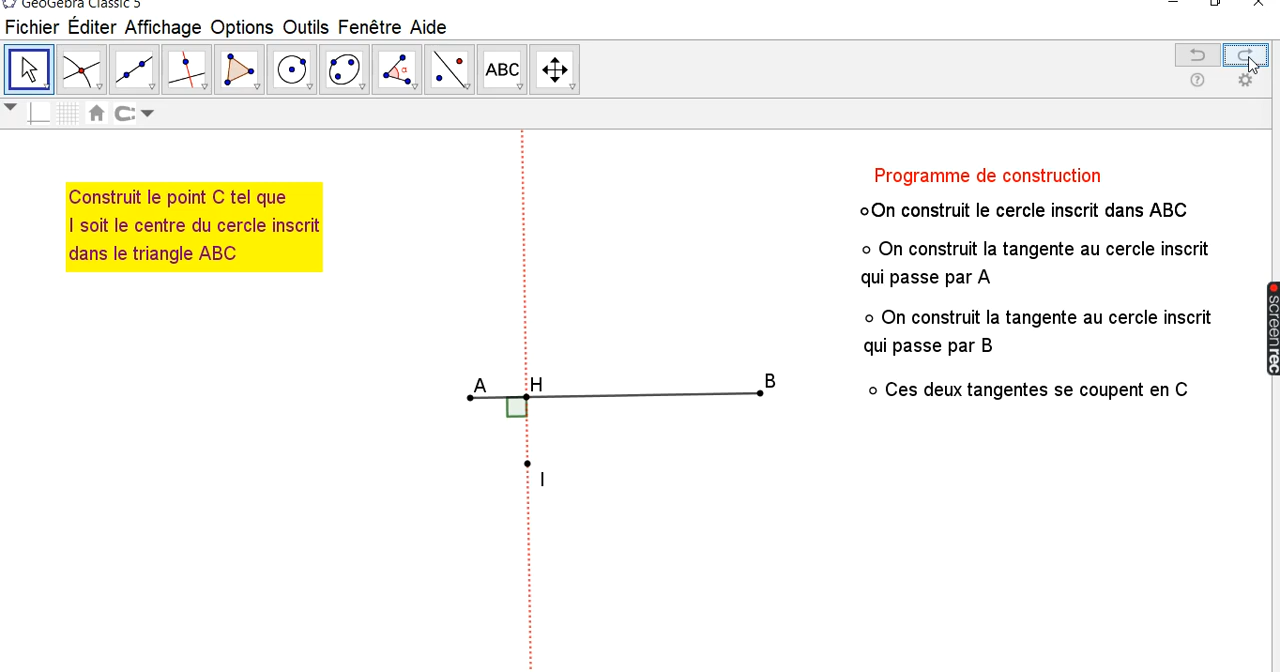 GeoGebra Classic 5
Fichier Éditer Affichage Options Outils Fenêtre Aide
ABC
Construit le point C tel que
I soit le centre du cercle inscrit
dans le triangle ABC
Programme de construction
On construit le cercle inscrit dans ABC
On construit la tangente au cercle inscrit
qui passe par A
On construit la tangente au cercle inscrit
qui passe par B
Ces deux tangentes se coupent en C
A
H
B
I
screenrec